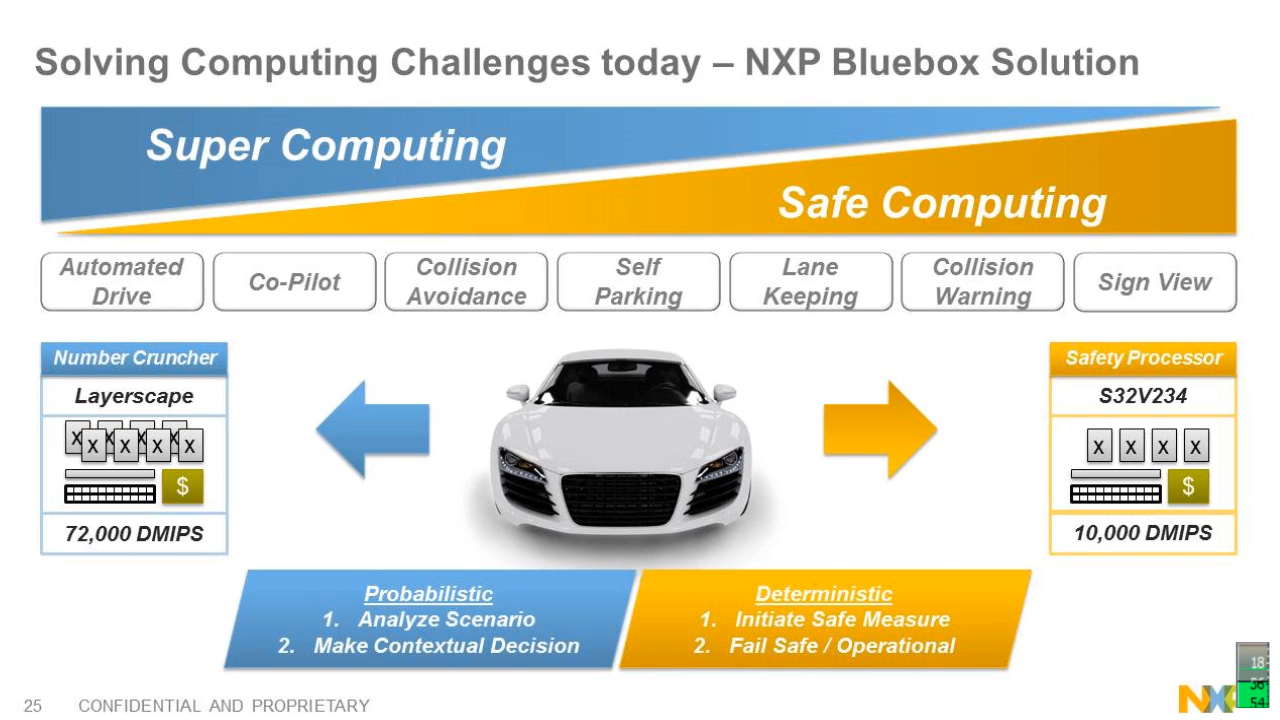 Solving Computing Challenges today – NXP Bluebox Solution
Super Computing
Safe Computing
Automated
Drive
Co-Pilot
Collision
Avoidance
Self
Parking
Lane
Keeping
Collision
Warning
Sign View
Number Cruncher
Layerscape
X X X X X
$
72,000 DMIPS
Safety Processor
S32V234
X X X X
$
10,000 DMIPS
Probabilistic
1. Analyze Scenario
2. Make Contextual Decision
Deterministic
1. Initiate Safe Measure
2. Fail Safe / Operational
25 CONFIDENTIAL AND PROPRIETARY
NXP
18
54